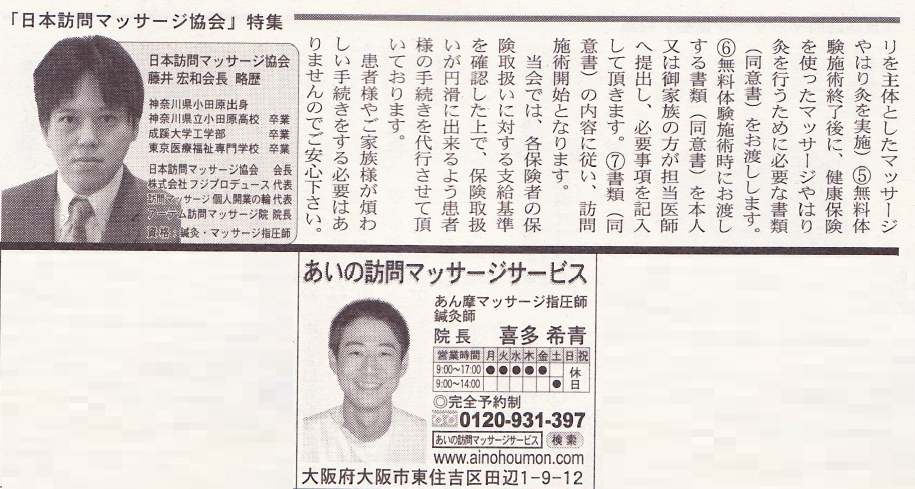 「日本訪問マッサージ協会」特集
リを主体としたマッサージ
やはり灸を実施）⑤無料体
験施術終了後に、健康保険
を使ったマッサージやはり
灸を行うために必要な書類
（同意書）をお渡しします。
⑥無料体験施術時にお渡し
する書類（同意書）を本人
又は御家族の方が担当医師
へ提出し、必要事項を記入
して頂きます。⑦書類（同
意書）の内容に従い、訪問
施術開始となります。
当会では、各保険者の保
険取扱いに対する支給基準
を確認した上で、保険取扱
いが円滑に出来るよう患者
様の手続きを代行させて頂
いております。
患者様やご家族様が煩わ
しい手続きをする必要はあ
りませんのでご安心下さい。
日本訪問マッサージ協会
藤井 宏和会長 略歴
神奈川県小田原出身
神奈川県立小田原高校 卒業
成蹊大学工学部 卒業
東京医療福祉専門学校 卒業
日本訪問マッサージ協会 会長
株式会社フジプロデュース 代表
訪問マッサージ 個人開業の輪 代表
アーテム訪問マッサージ院 院長
資格 鍼灸・マッサージ指圧師
あいの訪問マッサージサービス
あん摩マッサージ指圧師
鍼灸師
院長 喜多 希青
営業時間 月 火 水 木 金 土 日 祝
9:00〜17:00 ● ● ● ● ● 休
9:00〜14:00 ● 日
◎完全予約制
0120-931-397
あいの訪問マッサージサービス 検索
www.ainohoumon.com
大阪府大阪市東住吉区田辺1-9-12